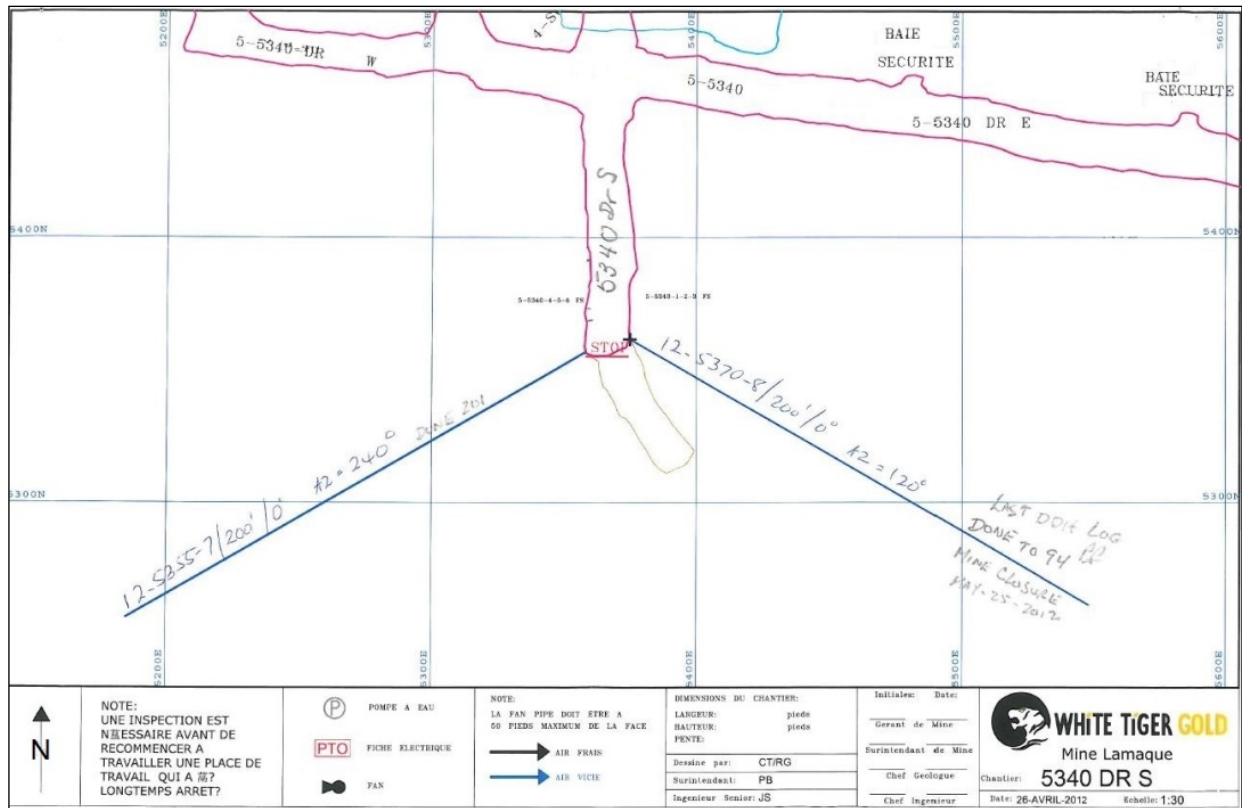 5200E
5300E
5400E
5500E
5600E
5-5340-DR W
4-S
5-5340
BAIE
SECURITE
BAIE
SECURITE
5-5340 DR E
5400N
5400N
5340 Dr S
5-5340-4-5-6 FS
5-5340-1-2-3 FS
STOP
12-5370-8/200'/0° AZ = 120°
12-5355-7/200'/0° AZ = 240° DONE 201
5300N
5300N
LAST DDH LOG
DONE TO 94
MINE CLOSURE
MAY-25-2012
5200E
5300E
5400E
5500E
5600E
N
NOTE:
UNE INSPECTION EST
AVANT DE
RECOMMENCER A
TRAVAILLER UNE PLACE DE
TRAVAIL QUI A
LONGTEMPS ARRET?
P POMPE A EAU
PTO FICHE ELECTRIQUE
FAN
NOTE:
LA FAN PIPE DOIT ETRE A
50 PIEDS MAXIMUM DE LA FACE
AIR FRAIS
AIR VICIE
DIMENSIONS DU CHANTIER:
LARGEUR: pieds
HAUTEUR: pieds
PENTE:
Dessine par: CT/RG
Surintendant: PB
Ingenieur Senior: JS
Initiales: Date:
Gerant de Mine
Surintendant de Mine
Chef Geologue
Chef Ingenieur
WHITE TIGER GOLD
Mine Lamaque
Chantier: 5340 DR S
Date: 26-AVRIL-2012 Echelle: 1:30